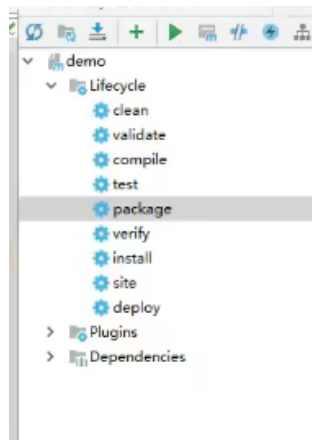 demo
Lifecycle
clean
validate
compile
test
package
verify
install
site
deploy
Plugins
Dependencies